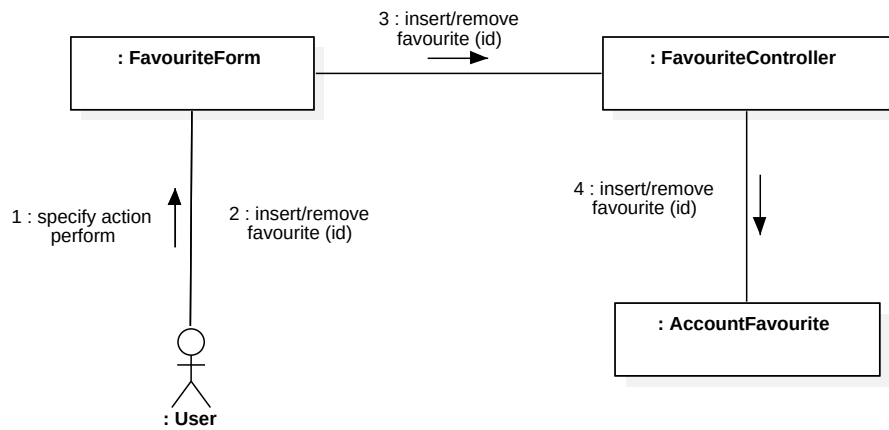 3 : insert/remove
favourite (id)
: FavouriteForm
: FavouriteController
1 : specify action
perform
2 : insert/remove
favourite (id)
4 : insert/remove
favourite (id)
: AccountFavourite
: User